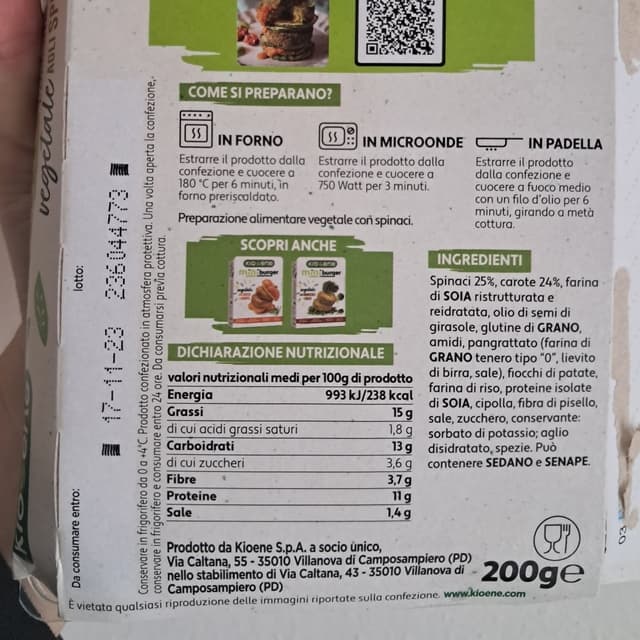 COME SI PREPARANO?
IN FORNO
Estrarre il prodotto dalla
confezione e cuocere a
180 °C per 6 minuti, in
forno preriscaldato.
IN MICROONDE
Estrarre il prodotto dalla
confezione e cuocere a
750 Watt per 3 minuti.
IN PADELLA
Estrarre il prodotto
dalla confezione e
cuocere a fuoco medio
con un filo d'olio per 6
minuti, girando a metà
cottura.
Preparazione alimentare vegetale con spinaci.
SCOPRI ANCHE
burger
burger
DICHIARAZIONE NUTRIZIONALE
valori nutrizionali medi per 100g di prodotto
Energia 993 kJ/238 kcal
Grassi 15 g
di cui acidi grassi saturi 1,8 g
Carboidrati 13 g
di cui zuccheri 3,6 g
Fibre 3,7 g
Proteine 11 g
Sale 1,4 g
INGREDIENTI
Spinaci 25%, carote 24%, farina
di SOIA ristrutturata e
reidratata, olio di semi di
girasole, glutine di GRANO,
amidi, pangrattato (farina di
GRANO tenero tipo "0", lievito
di birra, sale), fiocchi di patate,
farina di riso, proteine isolate
di SOIA, cipolla, fibra di pisello,
sale, zucchero, conservante:
sorbato di potassio; aglio
disidratato, spezie. Può
contenere SEDANO e SENAPE.
Prodotto da Kioene S.p.A. a socio unico,
Via Caltana, 55 - 35010 Villanova di Camposampiero (PD)
nello stabilimento di Via Caltana, 43 - 35010 Villanova di
Camposampiero (PD)
200g e
È vietata qualsiasi riproduzione delle immagini riportate sulla confezione. www.kioene.com
Conservare in frigorifero da 0 a +4°C. Prodotto confezionato in atmosfera protettiva. Una volta aperta la confezione,
conservare in frigorifero e consumare entro 24 ore. Da consumarsi previa cottura.
Da consumare entro:
lotto:
17-11-23 236044773
vegetale
03